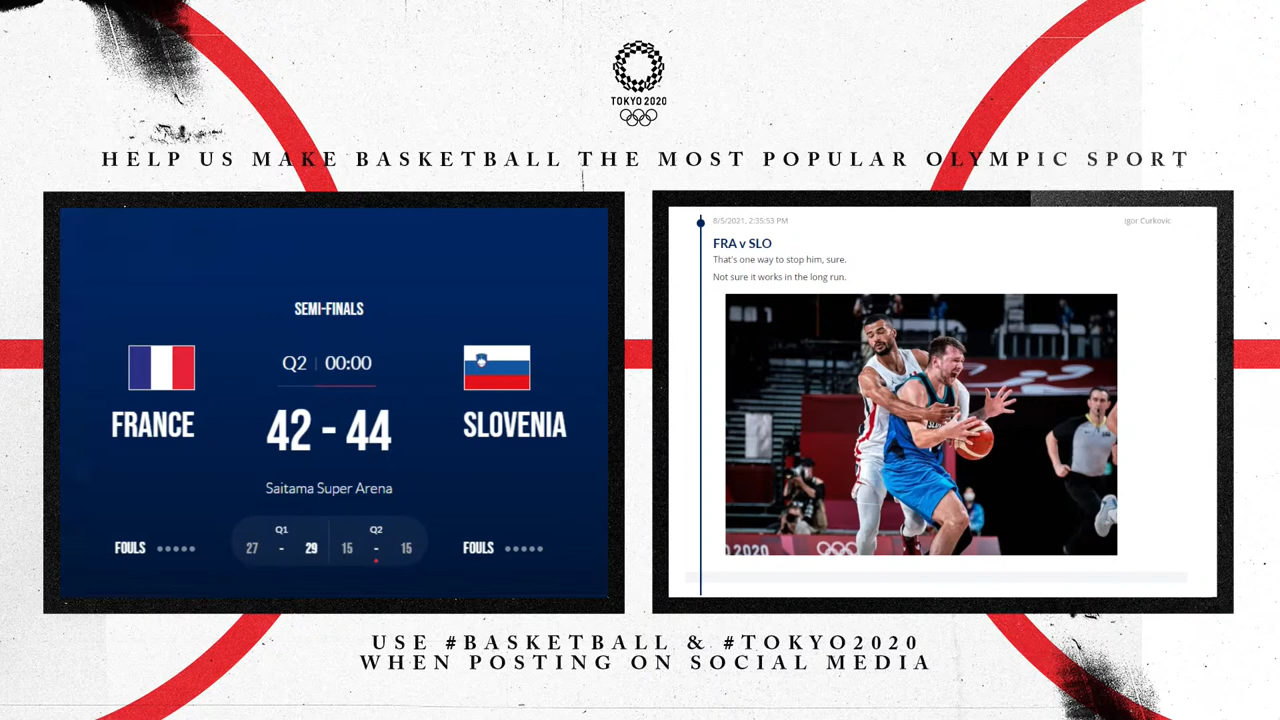 TOKYO 2020
HELP US MAKE BASKETBALL THE MOST POPULAR OLYMPIC SPORT
SEMI-FINALS
Q2 | 00:00
FRANCE
42 - 44
SLOVENIA
Saitama Super Arena
Q1 Q2
FOULS
27 - 29 15 - 15
FOULS
8/5/2021, 2:35:53 PM
Igor Curkovic
FRA v SLO
That's one way to stop him, sure.
Not sure it works in the long run.
2020
USE #BASKETBALL & #TOKYO2020
WHEN POSTING ON SOCIAL MEDIA